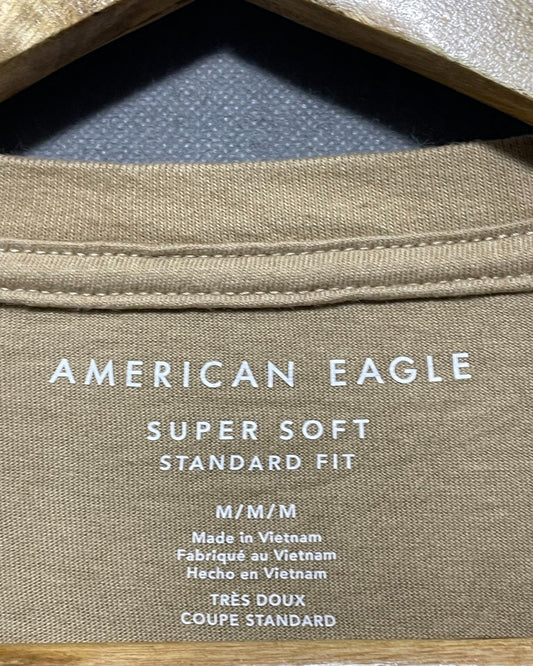 AMERICAN EAGLE
SUPER SOFT
STANDARD FIT
M/M/M
Made in Vietnam
Fabriqué au Vietnam
Hecho en Vietnam
TRÈS DOUX
COUPE STANDARD